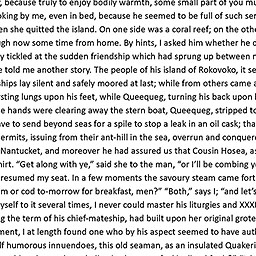 , because truly to enjoy bodily warmth, some small part of you mu
oking by me, even in bed, because he seemed to be full of such ser
en she quitted the island. On one side was a coral reef; on the othe
ugh now some time from home. By hints, I asked him whether he d
y tickled at the sudden friendship which had sprung up between n
e told me another story. The people of his island of Rokovoko, it se
ships lay silent and safely moored at last; while from others came a
rsting lungs upon his feet, while Queequeg, turning his back upon h
e hands were clearing away the stern boat, Queequeg, stripped to
ave to send beyond seas for a spile to stop a leak in an oil cask; tha
ermits, issuing from their ant-hill in the sea, overrun and conquere
Nantucket, and moreover he had assured us that Cousin Hosea, as
hirt. “Get along with ye,” said she to the man, “or I’ll be combing y
resumed my seat. In a few moments the savoury steam came fort
m or cod to-morrow for breakfast, men?” “Both,” says I; “and let’s
yself to it several times, I never could master his liturgies and XXXI
ng the term of his chief-mateship, had built upon her original grote
ment, I at length found one who by his aspect seemed to have aut
lf humorous innuendoes, this old seaman, as an insulated Quakeri